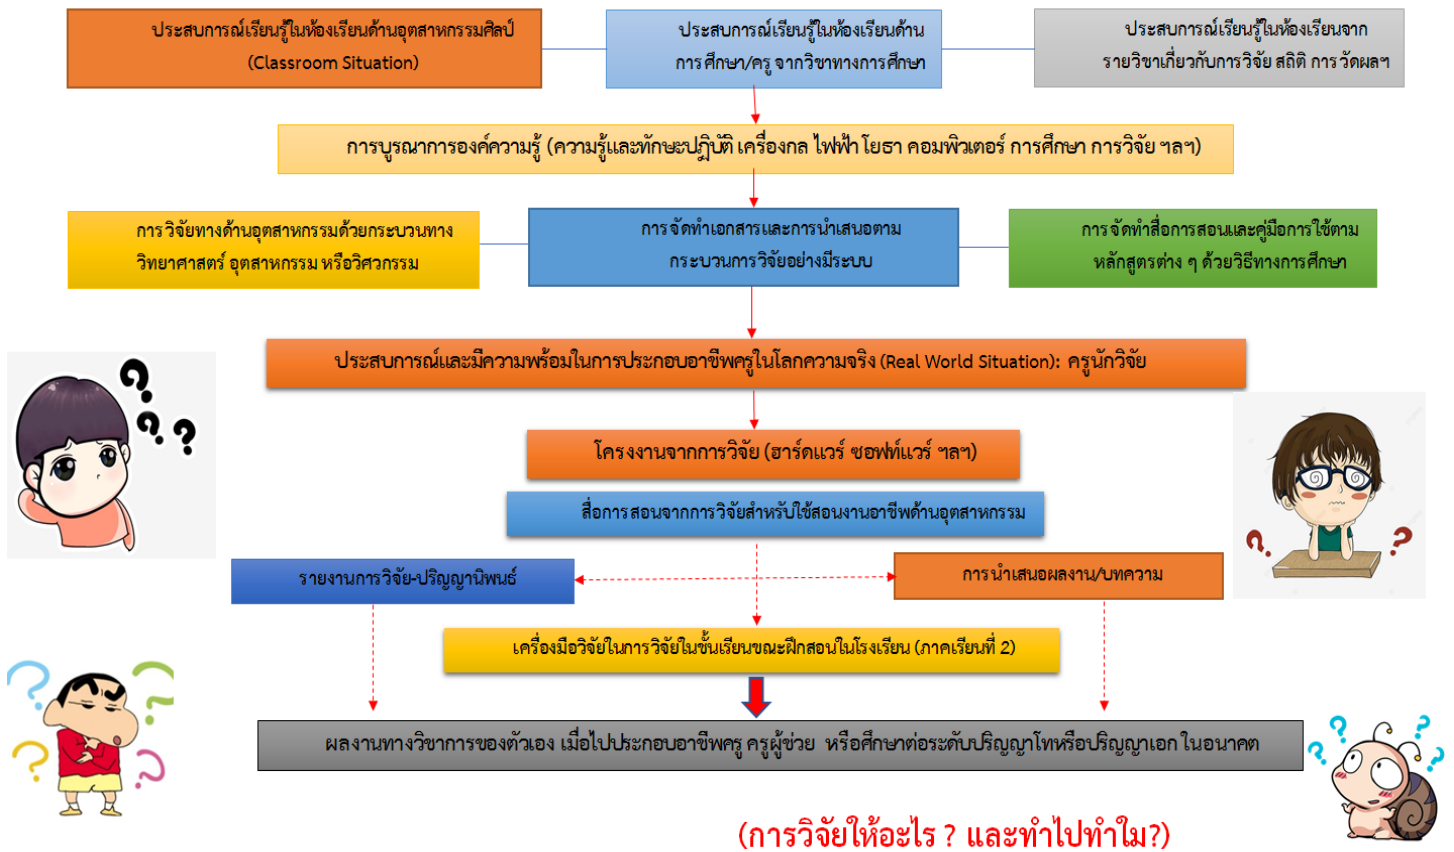 ประสบการณ์เรียนรู้ในห้องเรียนด้านอุตสาหกรรมศิลป์
(Classroom Situation)
ประสบการณ์เรียนรู้ในห้องเรียนด้าน
การศึกษา/ครู จากวิชาทางการศึกษา
ประสบการณ์เรียนรู้ในห้องเรียนจาก
รายวิชาเกี่ยวกับการวิจัย สถิติ การวัดผลฯ
การบูรณาการองค์ความรู้ (ความรู้และทักษะปฏิบัติ เครื่องกล ไฟฟ้า โยธา คอมพิวเตอร์ การศึกษา การวิจัย ฯลฯ)
การวิจัยทางด้านอุตสาหกรรมด้วยกระบวนทาง
วิทยาศาสตร์ อุตสาหกรรม หรือวิศวกรรม
การจัดทำเอกสารและการนำเสนอตาม
กระบวนการวิจัยอย่างมีระบบ
การจัดทำสื่อการสอนและคู่มือการใช้ตาม
หลักสูตรต่าง ๆ ด้วยวิธีทางการศึกษา
ประสบการณ์และมีความพร้อมในการประกอบอาชีพครูในโลกความจริง (Real World Situation): ครูนักวิจัย
โครงงานจากการวิจัย (ฮาร์ดแวร์ ซอฟท์แวร์ ฯลฯ)
สื่อการสอนจากการวิจัยสำหรับใช้สอนงานอาชีพด้านอุตสาหกรรม
รายงานการวิจัย-ปริญญานิพนธ์
การนำเสนอผลงาน/บทความ
เครื่องมือวิจัยในการวิจัยในชั้นเรียนขณะฝึกสอนในโรงเรียน (ภาคเรียนที่ 2)
ผลงานทางวิชาการของตัวเอง เมื่อไปประกอบอาชีพครู ครูผู้ช่วย หรือศึกษาต่อระดับปริญญาโทหรือปริญญาเอก ในอนาคต
(การวิจัยให้อะไร ? และทำไปทำใม?)